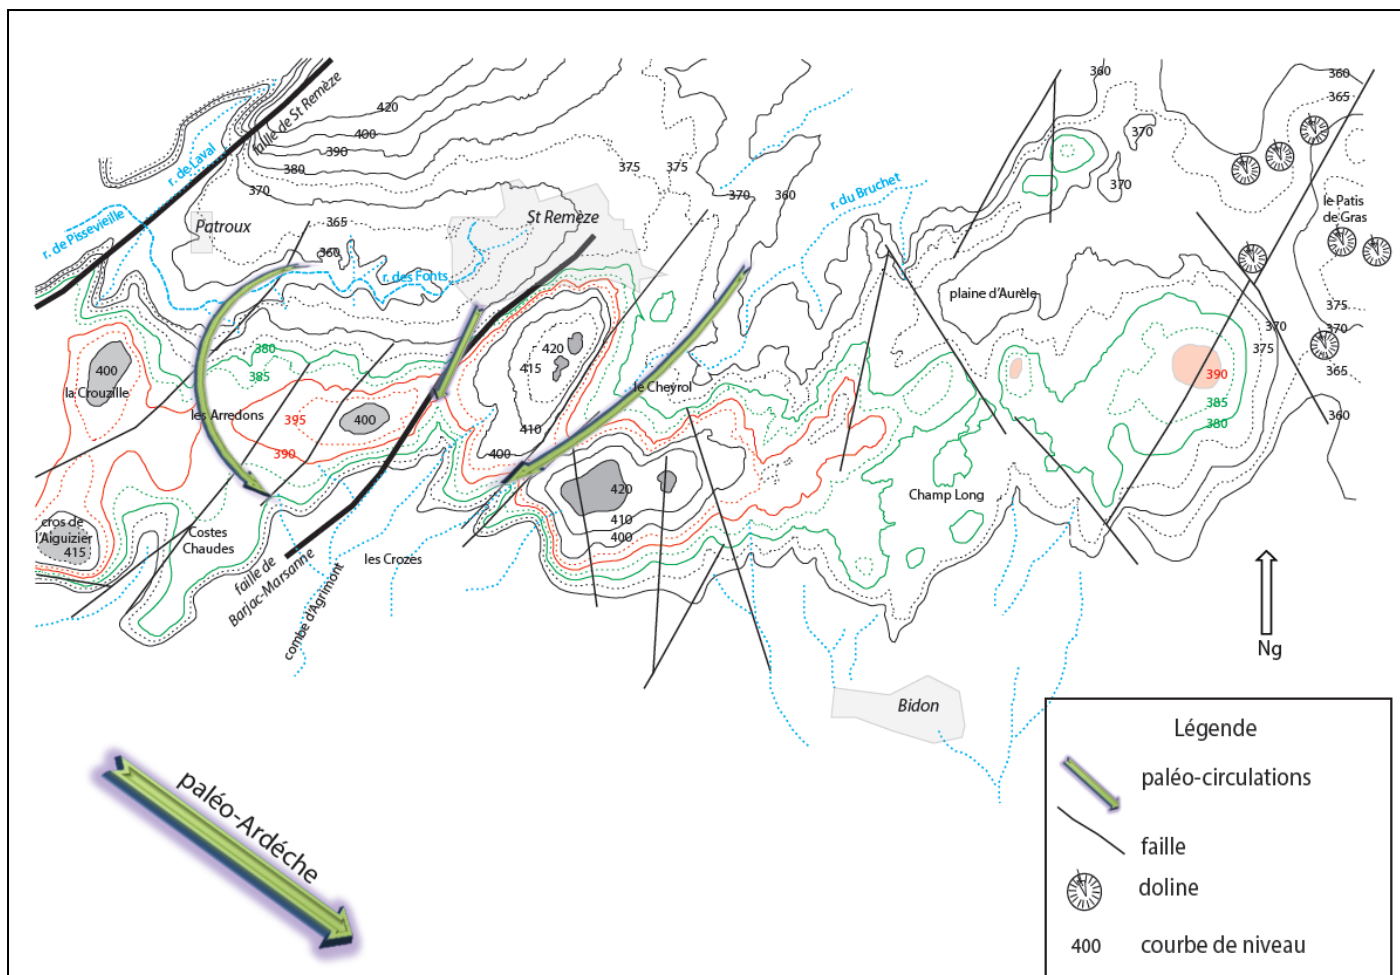 360
360
365
420
400
390
380
370
faille de St Remèze
r. de Laval
r. de Pissevieille
375
375
370
360
370
370
r. du Bruchet
le Patis
de Gras
Patroux
365
360
St Remèze
r. des Fonts
plaine d'Aurèle
375
370
365
360
370
375
390
385
380
380
385
400
la Crouzille
les Arredons
395
400
390
420
415
410
400
le Cheyrol
420
410
400
Champ Long
cros de
l'Aiguizier
415
Costes
Chaudes
faille de
Barjac-Marsanne
combe d'Agrimont
les Crozes
Ng
Bidon
paléo-Ardéche
Légende
paléo-circulations
faille
doline
400 courbe de niveau